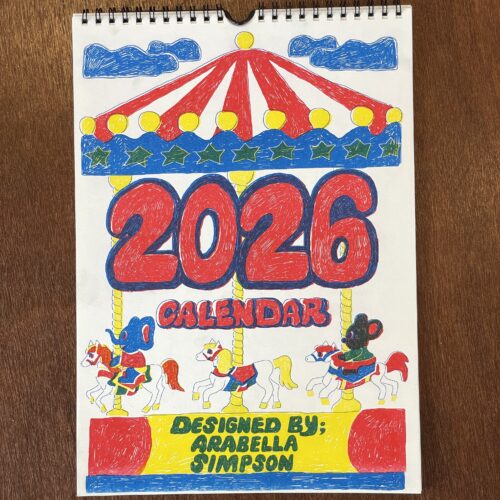 2026
CALENDAR
DESIGNED BY;
ARABELLA
SIMPSON